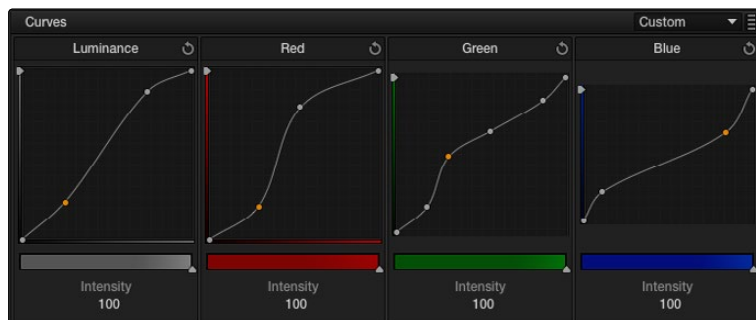 Curves Custom
Luminance Red Green Blue
Intensity Intensity Intensity Intensity
100 100 100 100